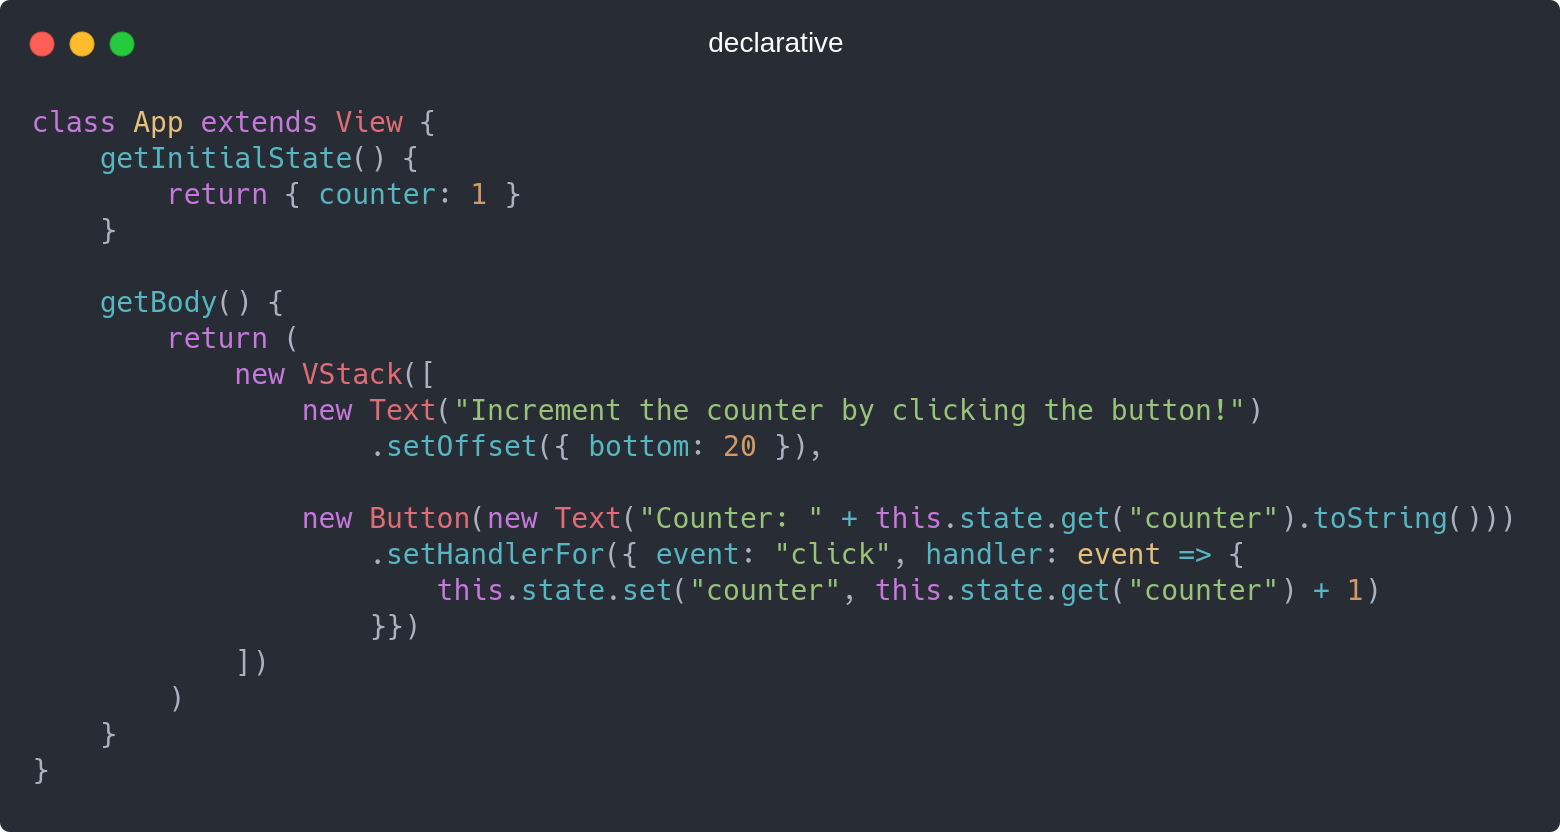 declarative
class App extends View {
    getInitialState() {
        return { counter: 1 }
    }

    getBody() {
        return (
            new VStack([
                new Text("Increment the counter by clicking the button!")
                    .setOffset({ bottom: 20 }),

                new Button(new Text("Counter: " + this.state.get("counter").toString()))
                    .setHandlerFor({ event: "click", handler: event => {
                        this.state.set("counter", this.state.get("counter") + 1)
                    }})
            ])
        )
    }
}